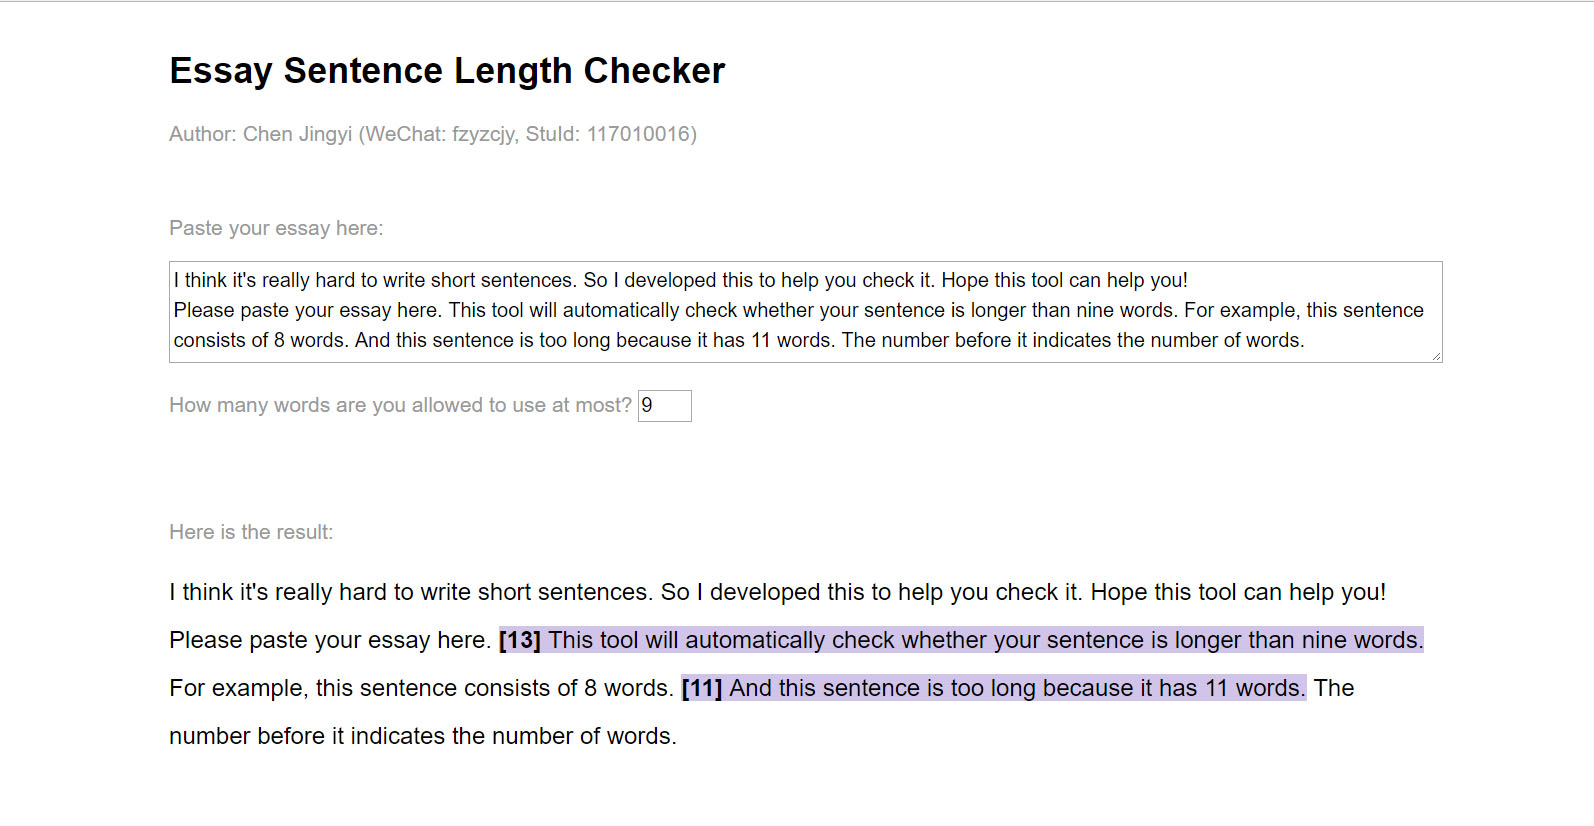 Essay Sentence Length Checker
Author: Chen Jingyi (WeChat: fzyzcjy, StuId: 117010016)
Paste your essay here:
I think it's really hard to write short sentences. So I developed this to help you check it. Hope this tool can help you!
Please paste your essay here. This tool will automatically check whether your sentence is longer than nine words. For example, this sentence
consists of 8 words. And this sentence is too long because it has 11 words. The number before it indicates the number of words.
How many words are you allowed to use at most? 9
Here is the result:
I think it's really hard to write short sentences. So I developed this to help you check it. Hope this tool can help you!
Please paste your essay here. [13] This tool will automatically check whether your sentence is longer than nine words.
For example, this sentence consists of 8 words. [11] And this sentence is too long because it has 11 words. The
number before it indicates the number of words.